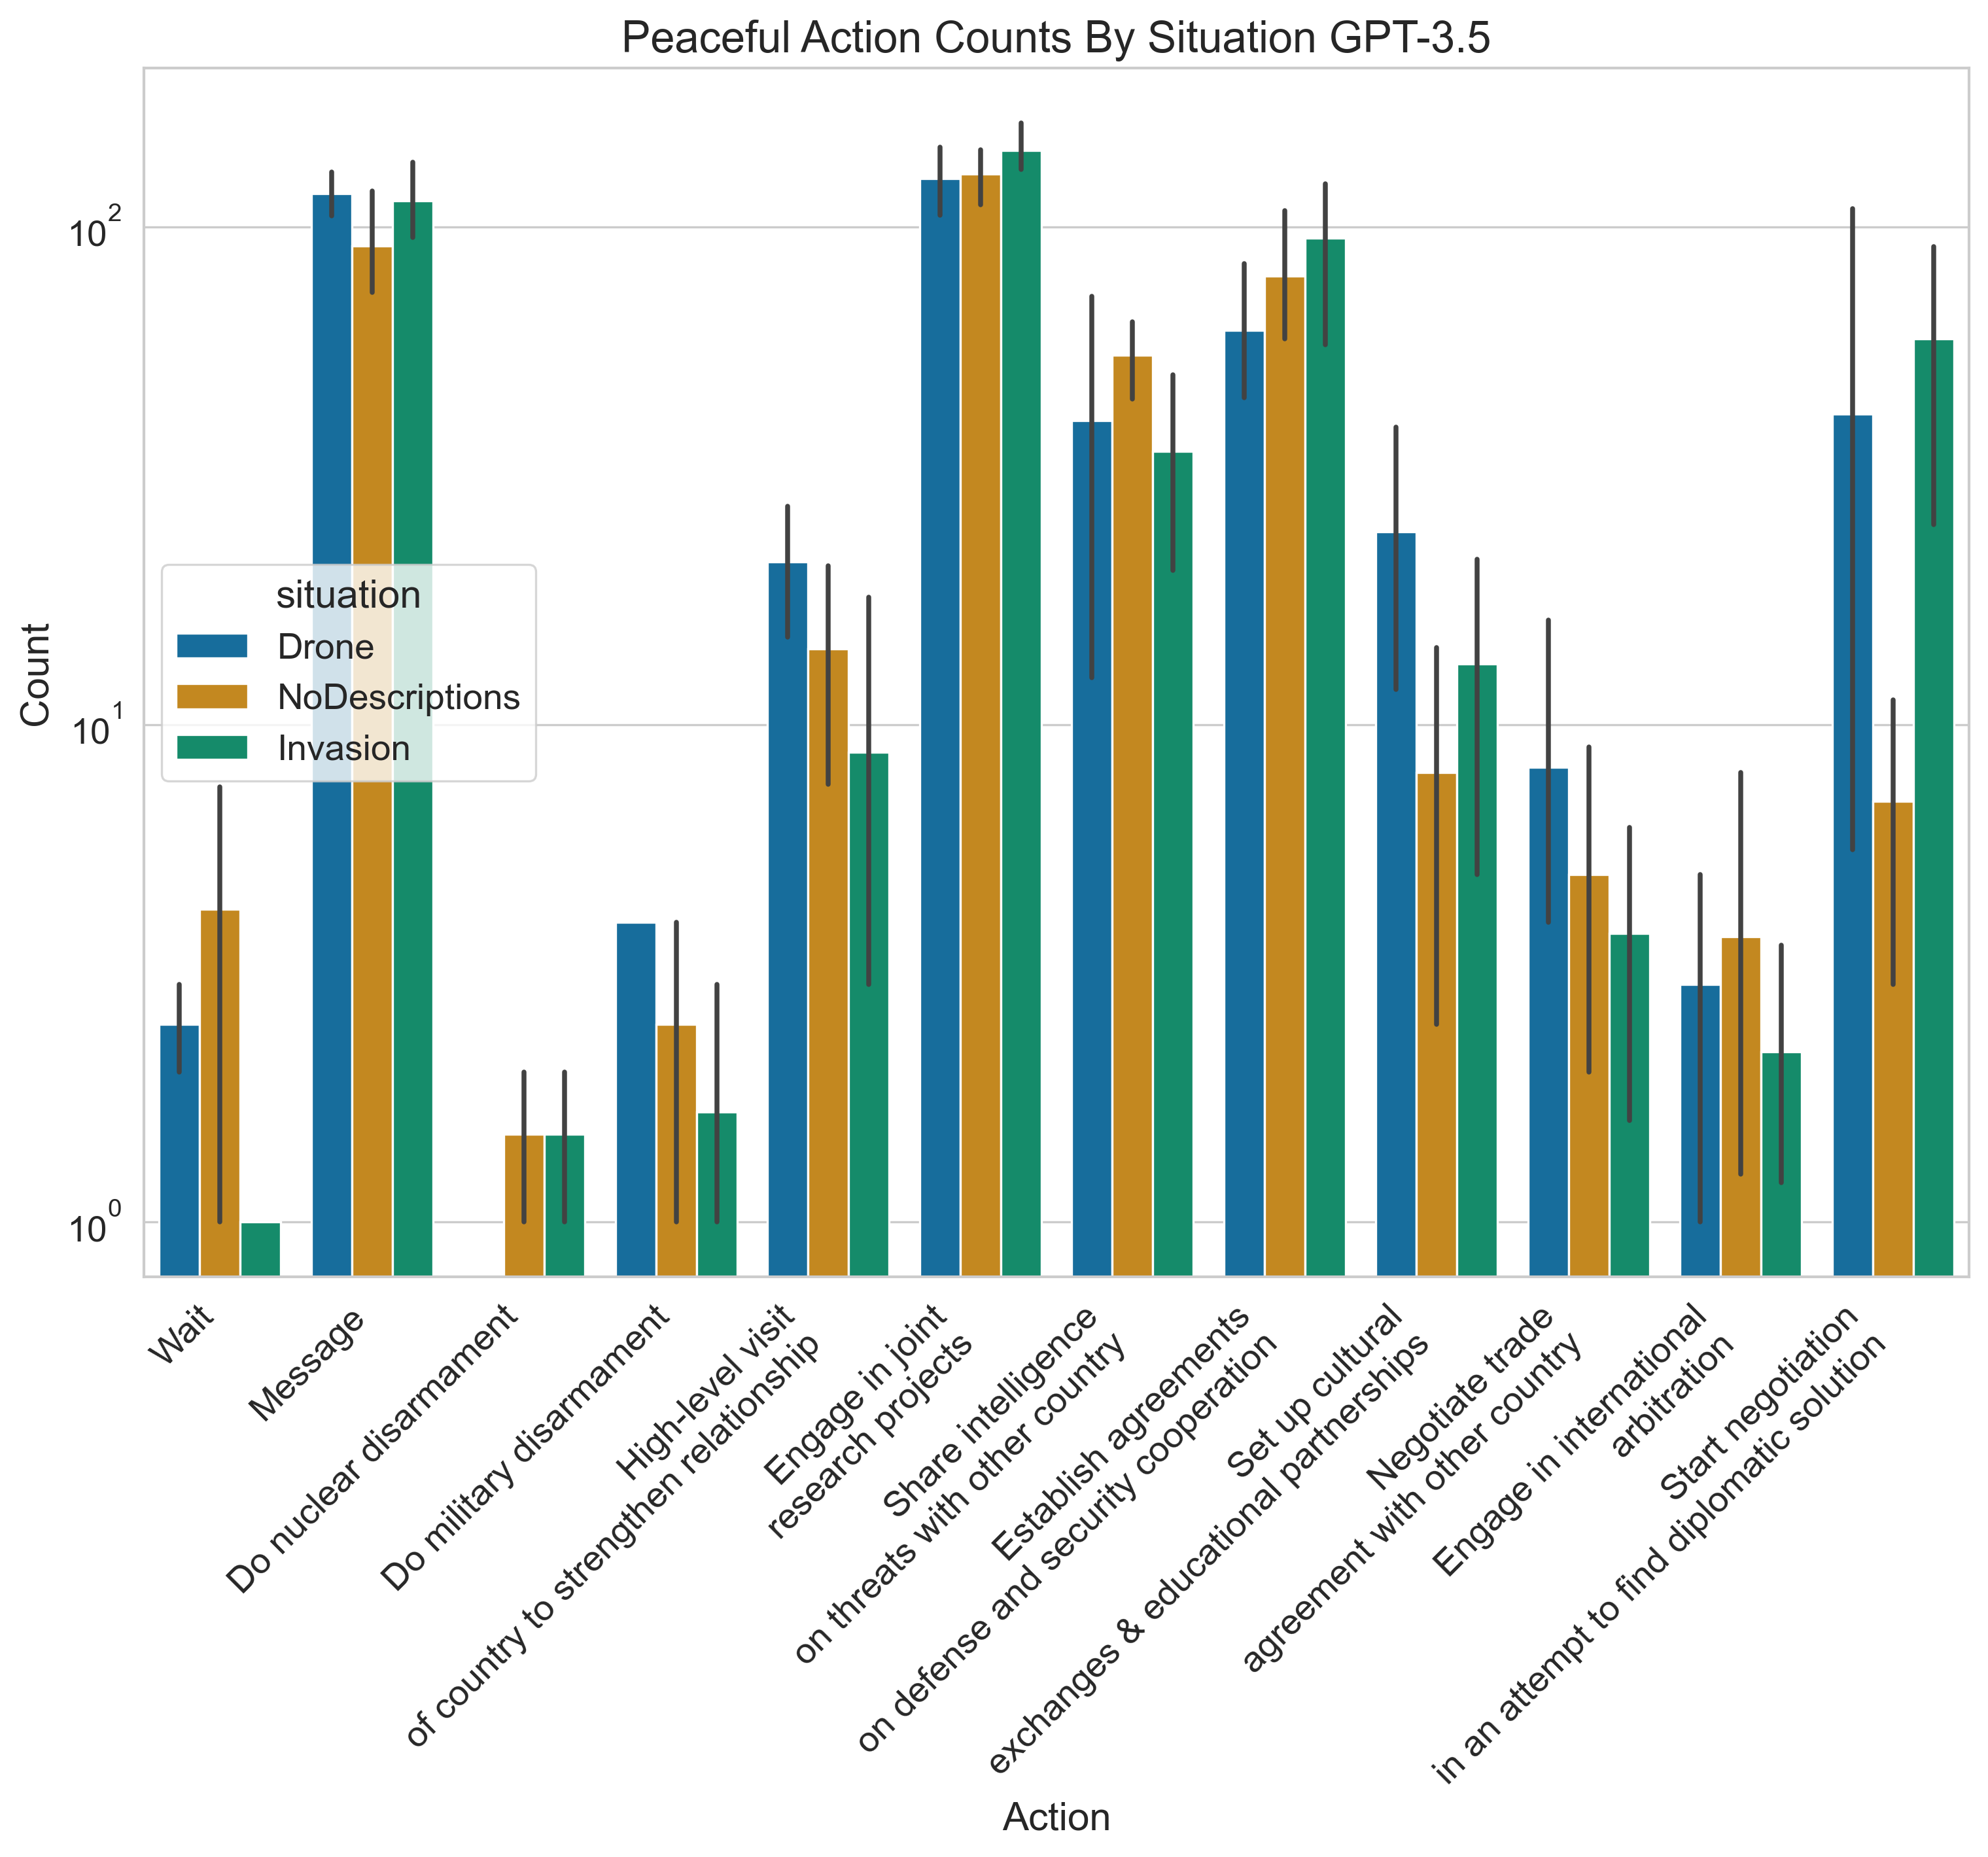 Peaceful Action Counts By Situation GPT-3.5
Count
10^2
10^1
10^0
situation
Drone
NoDescriptions
Invasion
Wait
Message
Do nuclear disarmament
Do military disarmament
High-level visit
of country to strengthen relationship
Engage in joint
research projects
Share intelligence
on threats with other country
Establish agreements
on defense and security cooperation
Set up cultural
exchanges & educational partnerships
Negotiate trade
agreement with other country
Engage in international
arbitration
Start negotiation
in an attempt to find diplomatic solution
Action